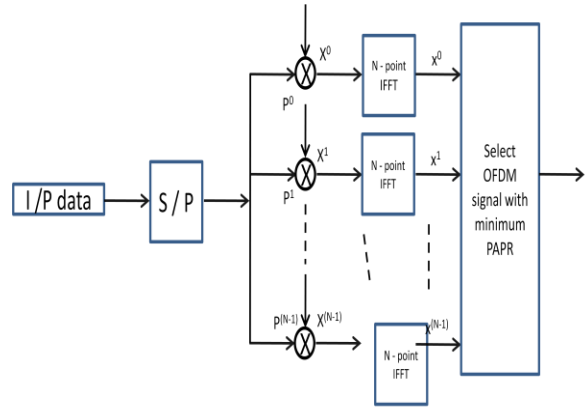 I /P data
S / P
X⁰
P⁰
N - point
IFFT
x⁰
X¹
P¹
N - point
IFFT
x¹
P⁽ᴺ⁻¹⁾ X⁽ᴺ⁻¹⁾
N - point
IFFT
x⁽ᴺ⁻¹⁾
Select
OFDM
signal with
minimum
PAPR